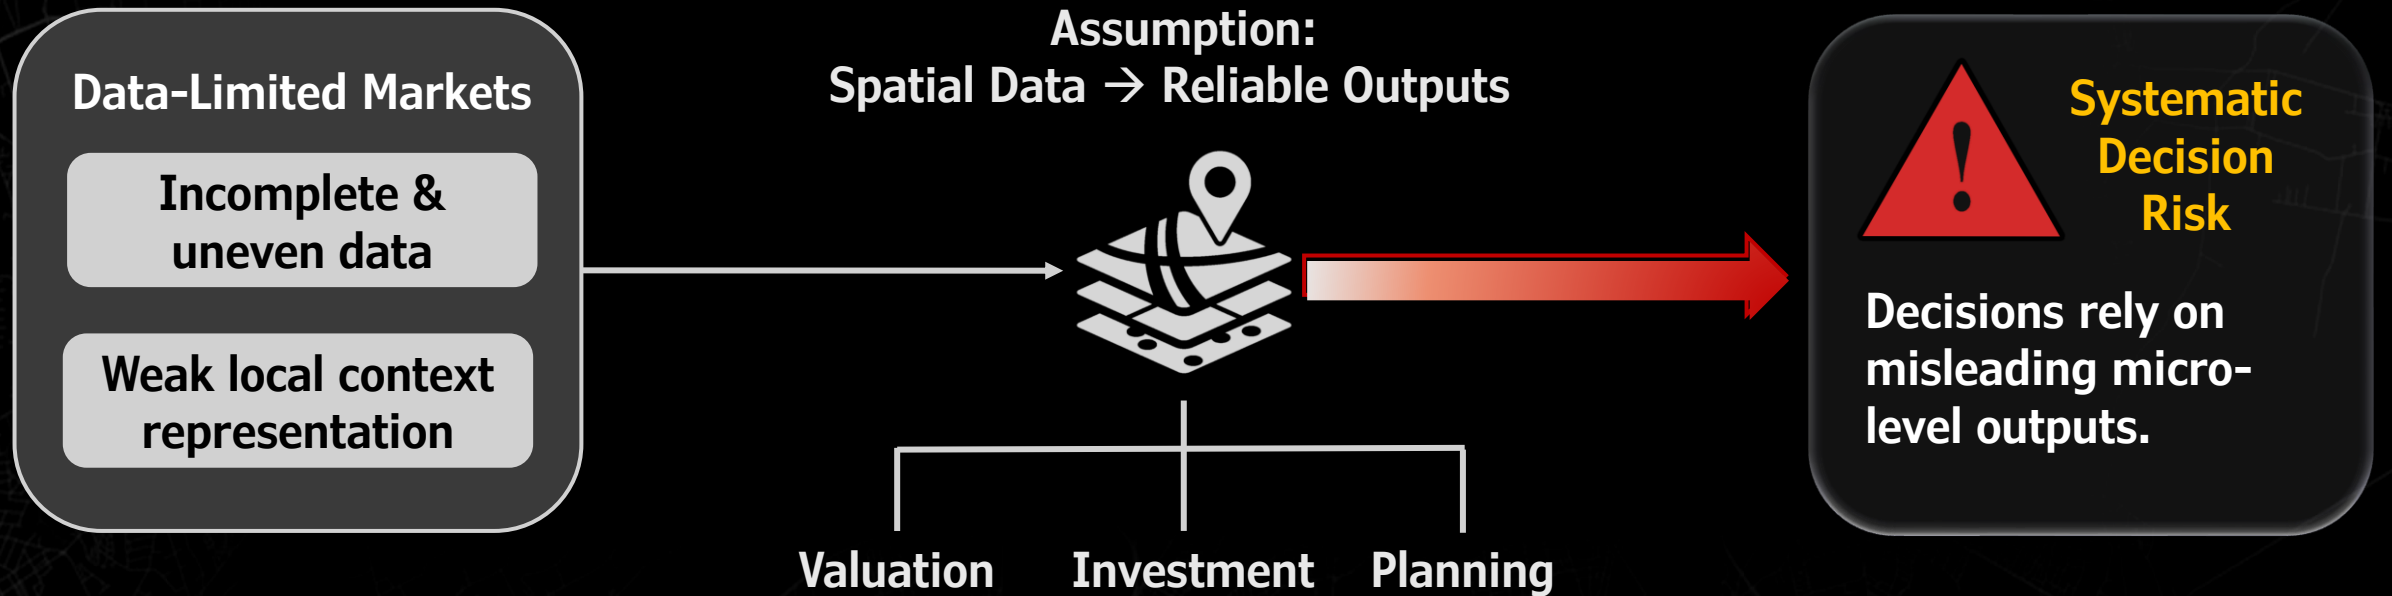 Data-Limited Markets
Incomplete &
uneven data
Weak local context
representation
Assumption:
Spatial Data → Reliable Outputs
Valuation
Investment
Planning
Systematic
Decision
Risk
Decisions rely on
misleading micro-
level outputs.